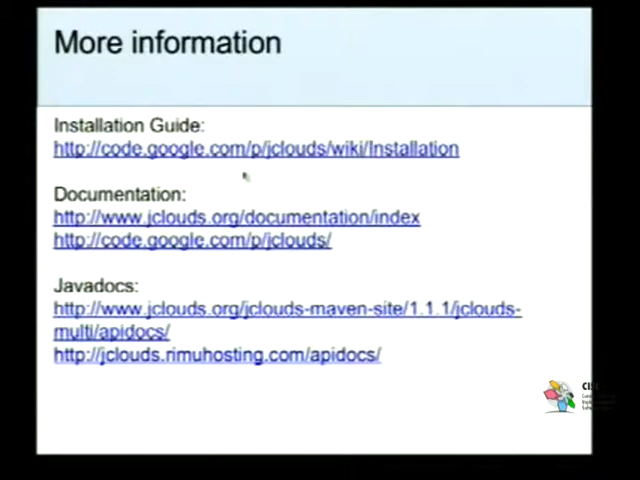 More information
Installation Guide:
http://code.google.com/p/jclouds/wiki/Installation
Documentation:
http://www.jclouds.org/documentation/index
http://code.google.com/p/jclouds/
Javadocs:
http://www.jclouds.org/jclouds-maven-site/1.1.1/jclouds-
multi/apidocs/
http://jclouds.rimuhosting.com/apidocs/